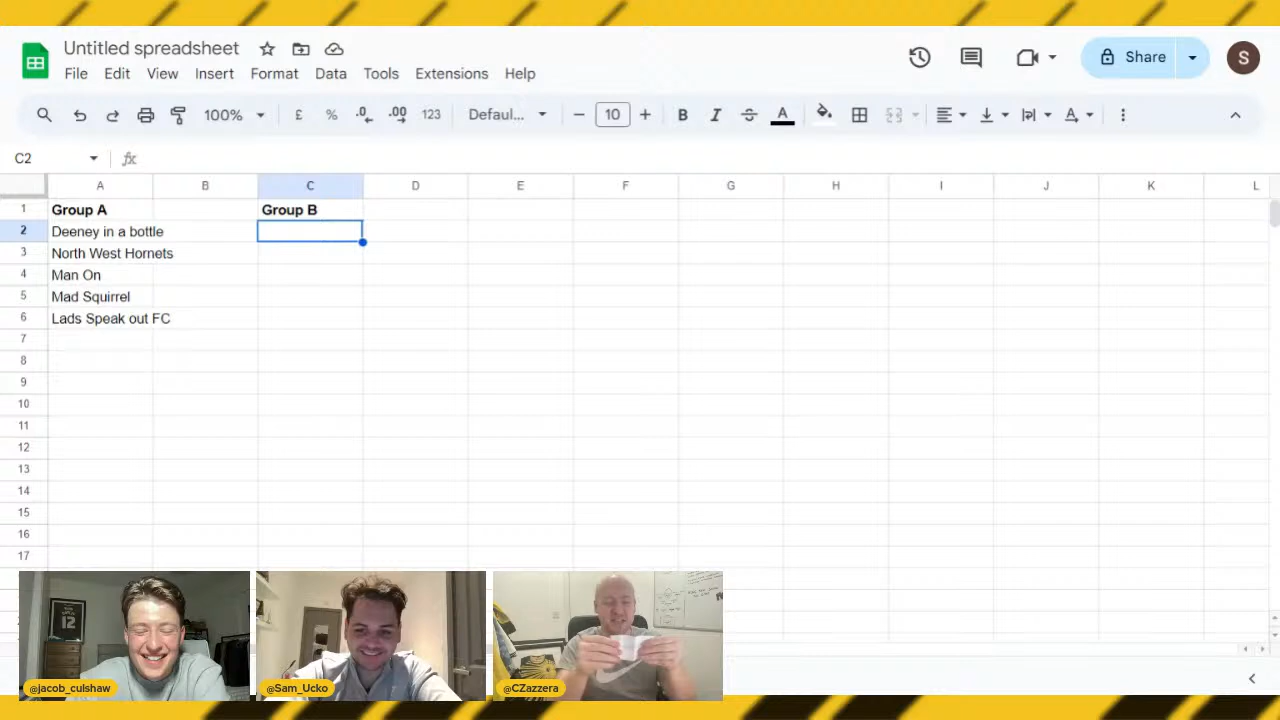 Untitled spreadsheet
File Edit View Insert Format Data Tools Extensions Help
Share
S
100% £ % .0 .00 123 Defaul... 10 B I S A
C2 fx
A B C D E F G H I J K L
1 Group A Group B
2 Deeney in a bottle
3 North West Hornets
4 Man On
5 Mad Squirrel
6 Lads Speak out FC
7
8
9
10
11
12
13
14
15
16
17
12
@jacob_culshaw @Sam_Ucko @CZazzera